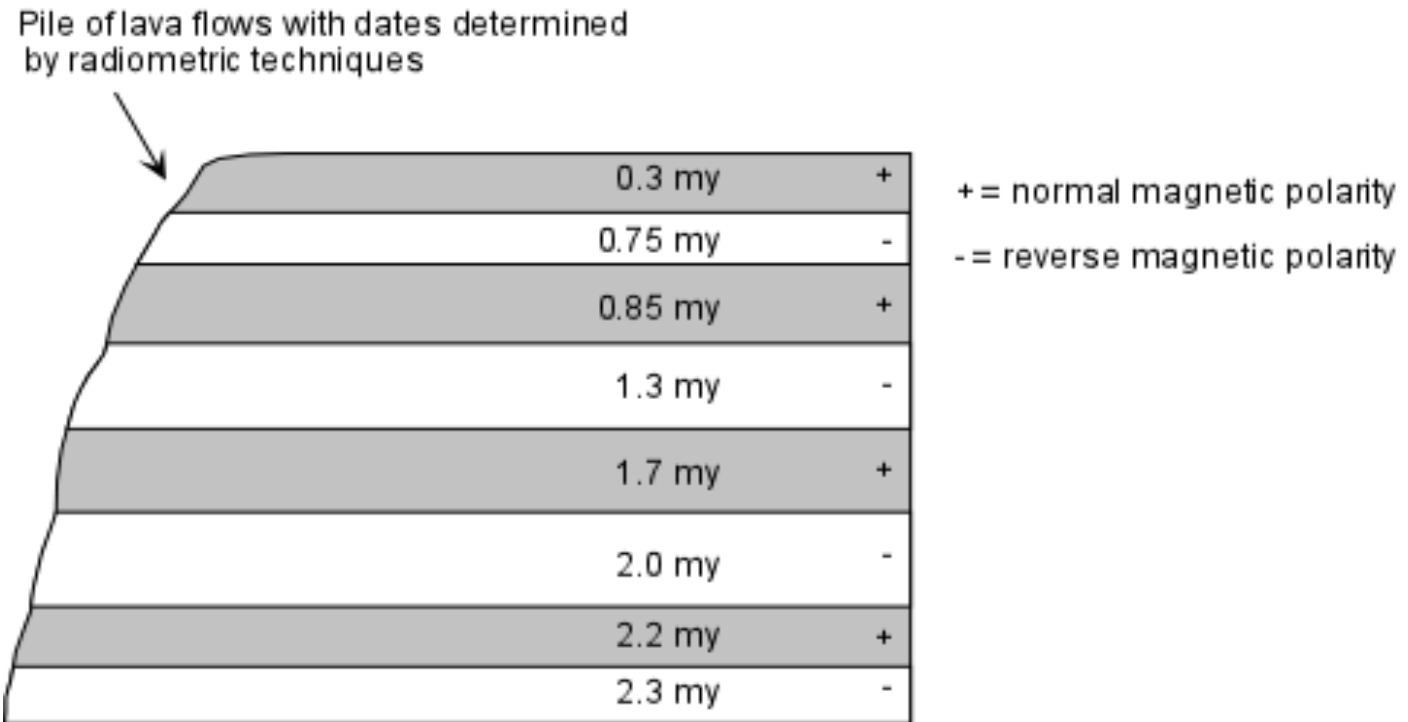 Pile of lava flows with dates determined
by radiometric techniques
0.3 my +
+ = normal magnetic polarity
0.75 my -
- = reverse magnetic polarity
0.85 my +
1.3 my -
1.7 my +
2.0 my -
2.2 my +
2.3 my -